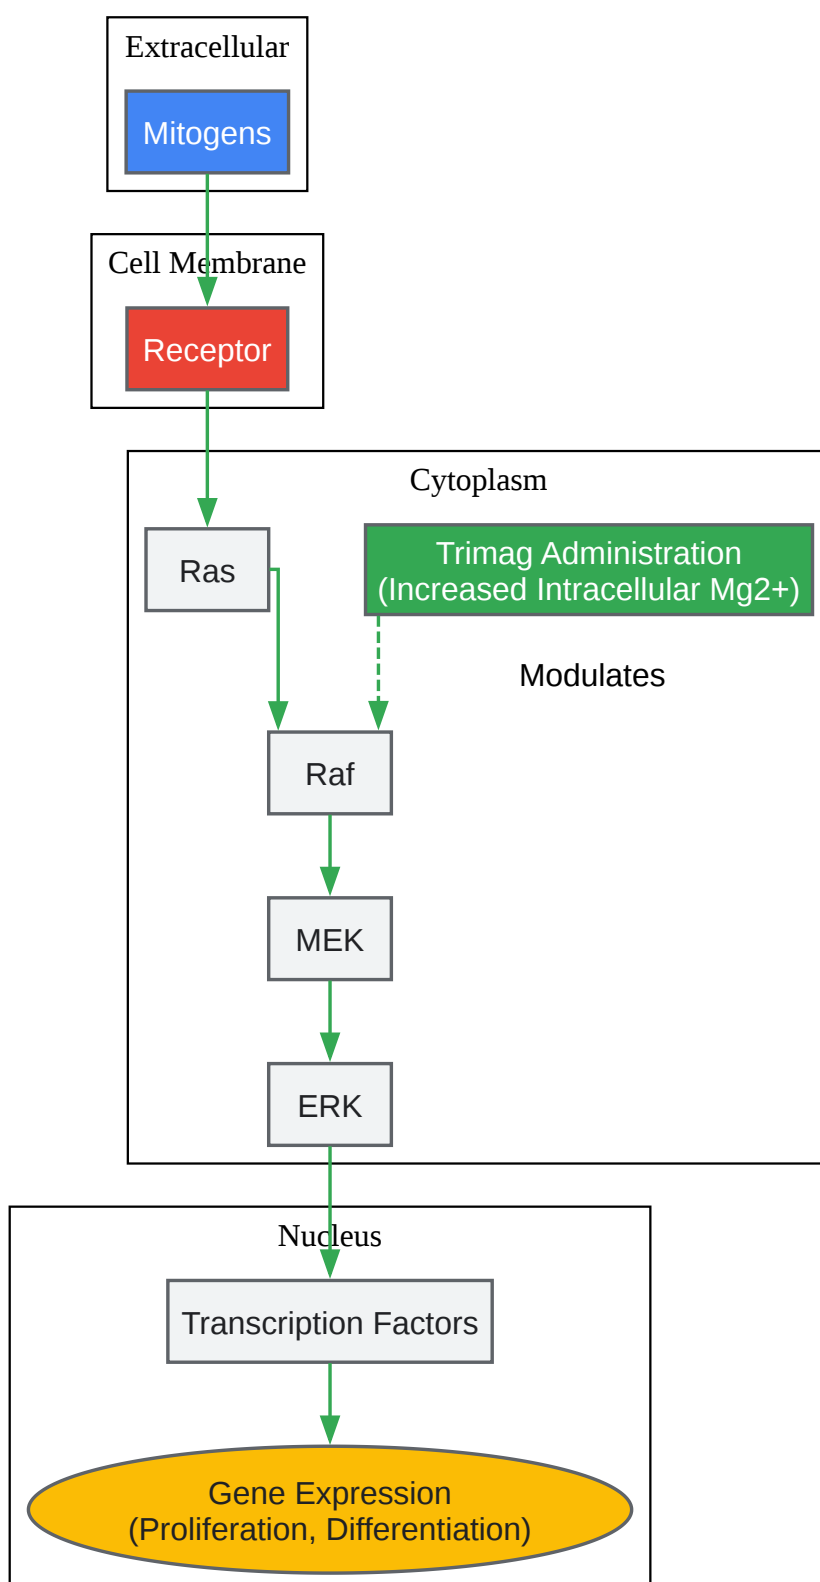 Extracellular
Mitogens
Cell Membrane
Receptor
Cytoplasm
Ras
Trimag Administration
(Increased Intracellular Mg2+)
Modulates
Raf
MEK
ERK
Nucleus
Transcription Factors
Gene Expression
(Proliferation, Differentiation)